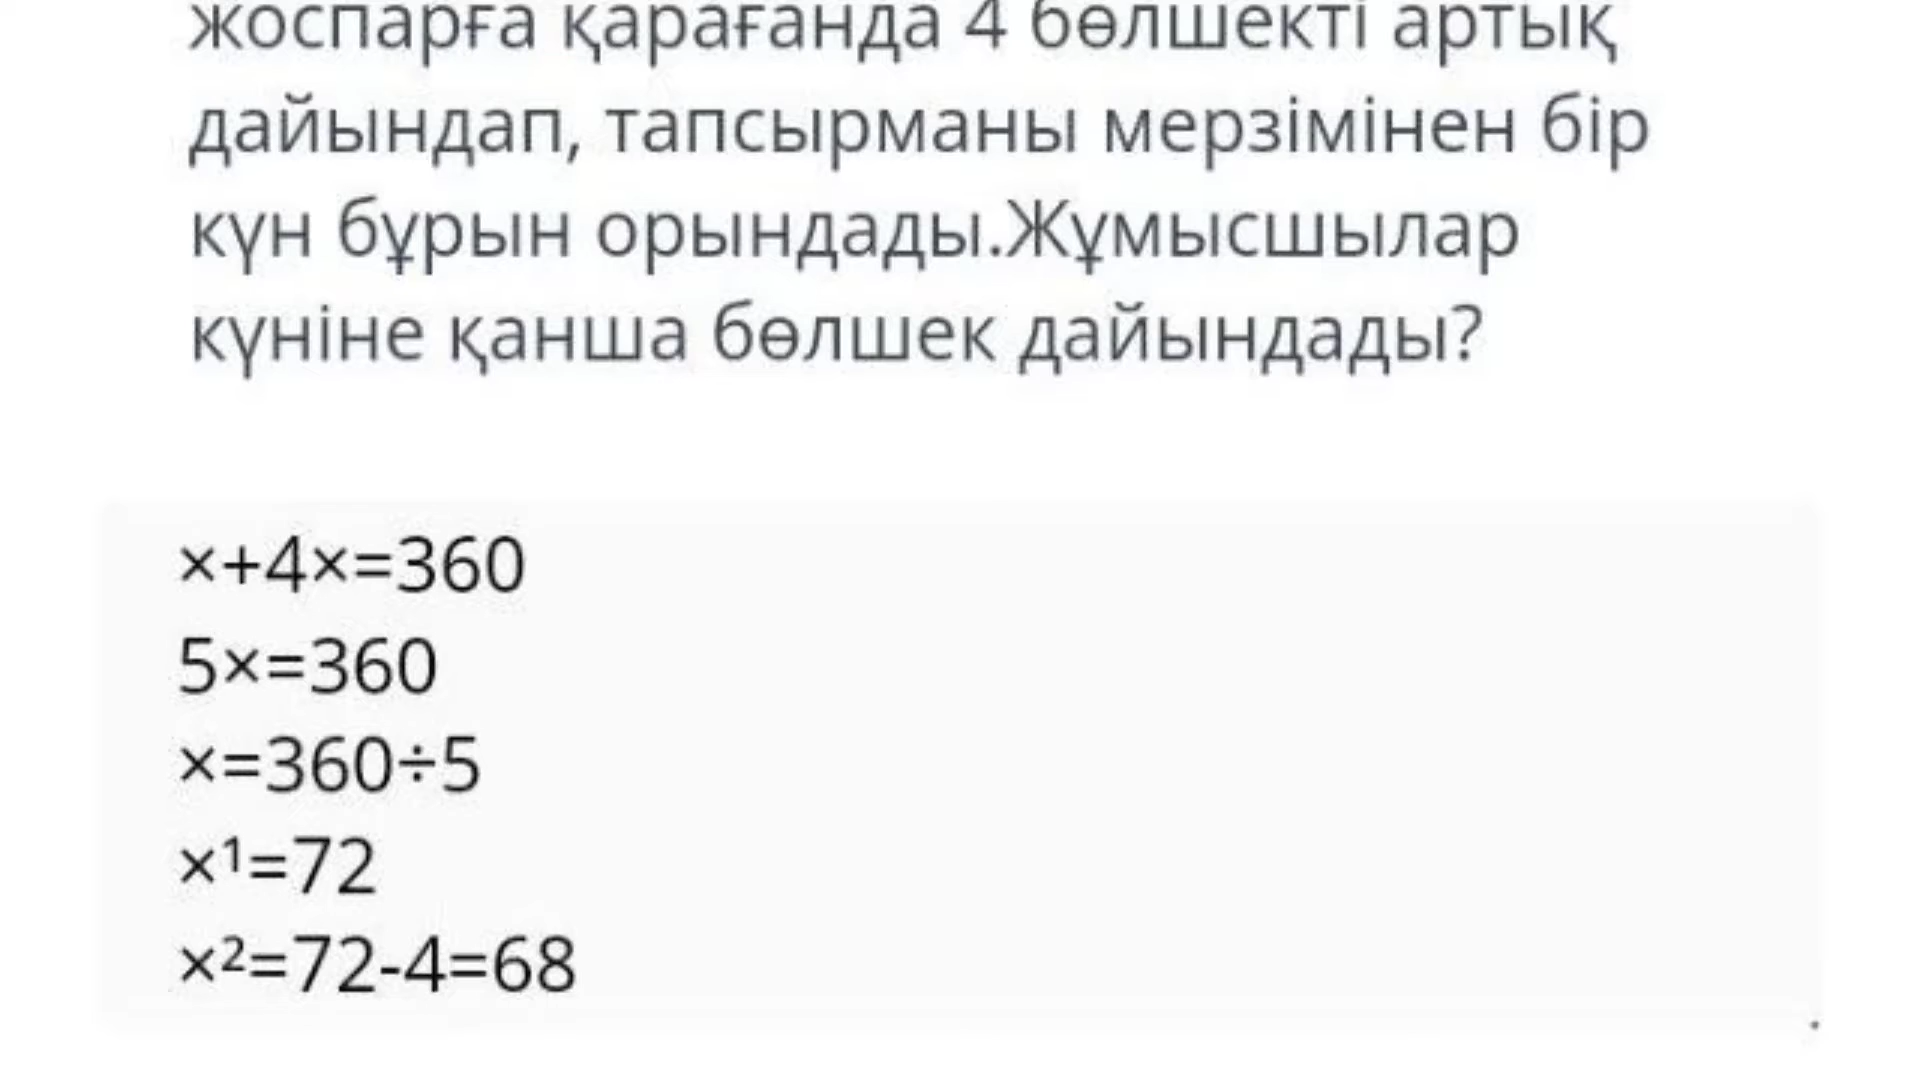 жоспарға қарағанда 4 бөлшекті артық
дайындап, тапсырманы мерзімінен бір
күн бұрын орындады.Жұмысшылар
күніне қанша бөлшек дайындады?
×+4×=360
5×=360
×=360÷5
×¹=72
×²=72-4=68